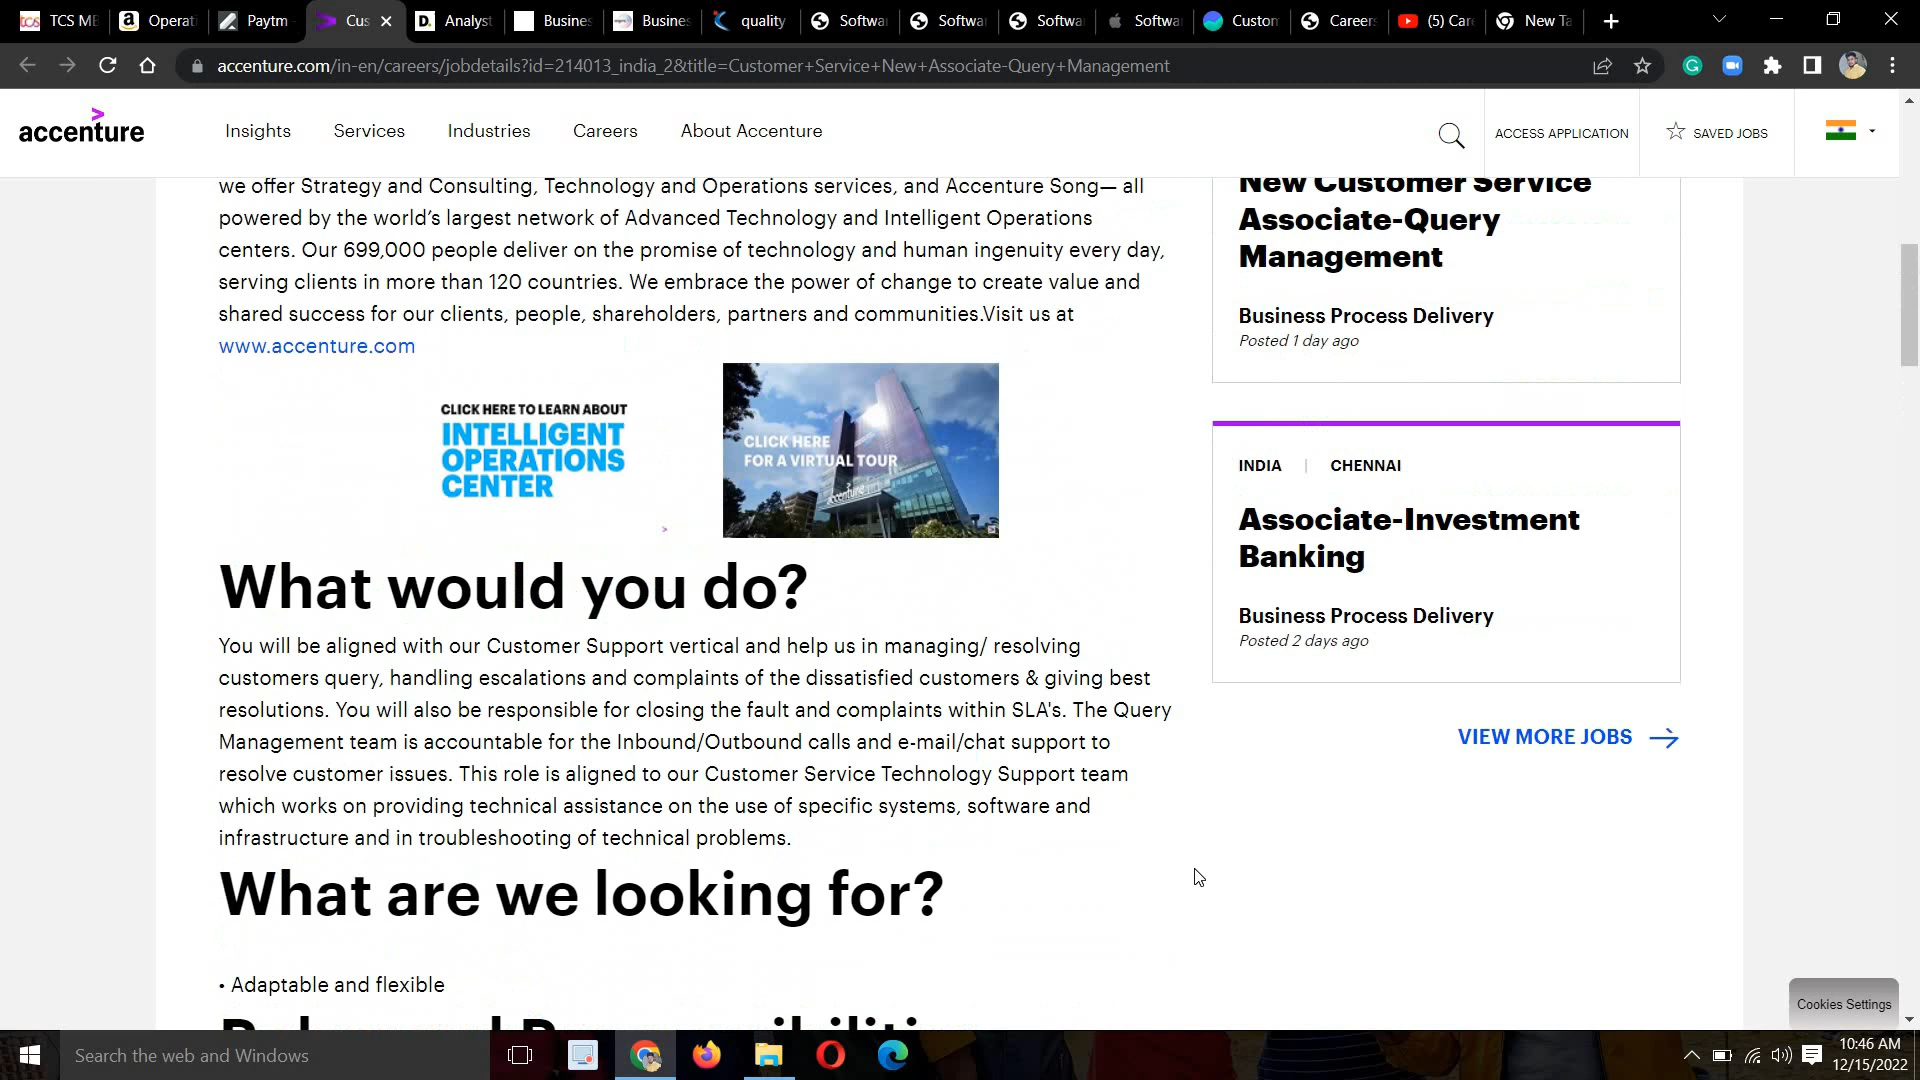 TCS ME
Operati
Paytm
Cus
Analyst
Busines
Busines
quality
Softwa
Softwa
Softwa
Softwa
Custom
Careers
(5) Care
New Ta
accenture.com/in-en/careers/jobdetails?id=214013_india_2&title=Customer+Service+New+Associate-Query+Management
accenture
Insights
Services
Industries
Careers
About Accenture
ACCESS APPLICATION
SAVED JOBS
we offer Strategy and Consulting, Technology and Operations services, and Accenture Song— all
powered by the world's largest network of Advanced Technology and Intelligent Operations
centers. Our 699,000 people deliver on the promise of technology and human ingenuity every day,
serving clients in more than 120 countries. We embrace the power of change to create value and
shared success for our clients, people, shareholders, partners and communities.Visit us at
www.accenture.com
CLICK HERE TO LEARN ABOUT
INTELLIGENT
OPERATIONS
CENTER
CLICK HERE
FOR A VIRTUAL TOUR
accenture
What would you do?
You will be aligned with our Customer Support vertical and help us in managing/ resolving
customers query, handling escalations and complaints of the dissatisfied customers & giving best
resolutions. You will also be responsible for closing the fault and complaints within SLA's. The Query
Management team is accountable for the Inbound/Outbound calls and e-mail/chat support to
resolve customer issues. This role is aligned to our Customer Service Technology Support team
which works on providing technical assistance on the use of specific systems, software and
infrastructure and in troubleshooting of technical problems.
What are we looking for?
• Adaptable and flexible
New Customer Service
Associate-Query
Management
Business Process Delivery
Posted 1 day ago
INDIA | CHENNAI
Associate-Investment
Banking
Business Process Delivery
Posted 2 days ago
VIEW MORE JOBS
Cookies Settings
Search the web and Windows
10:46 AM
12/15/2022